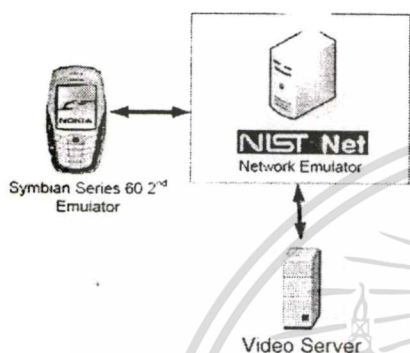 NOKIA
NIST Net
Network Emulator
Symbian Series 60 2nd
Emulator
Video Server